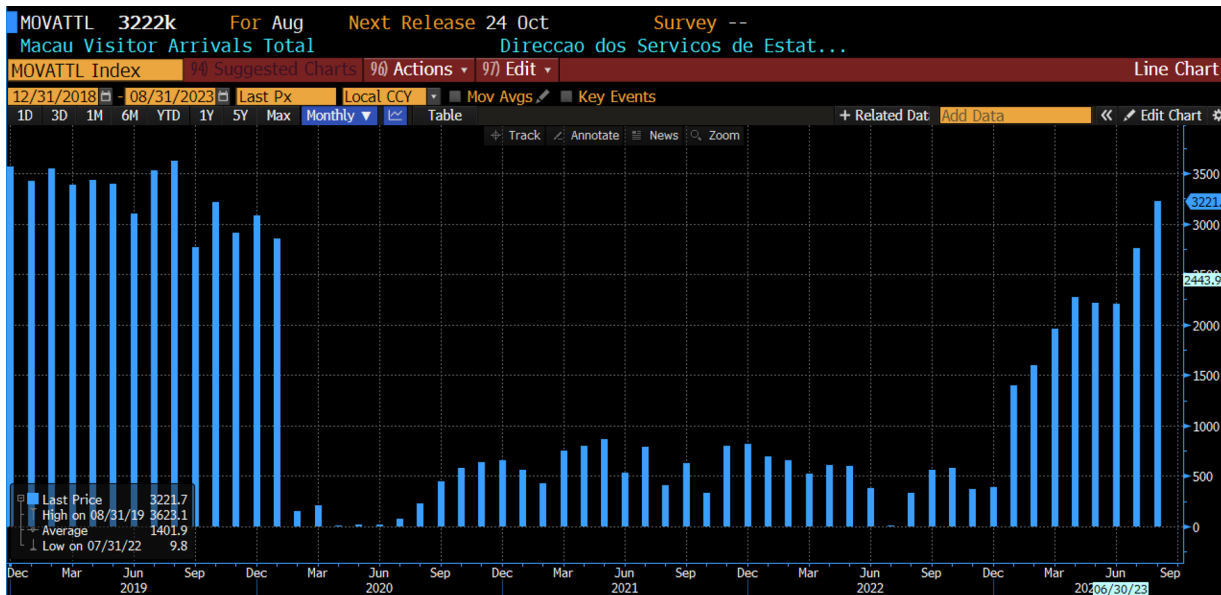 MOVATTL 3222k For Aug Next Release 24 Oct Survey --
Macau Visitor Arrivals Total Direccao dos Servicos de Estat...
MOVATTL Index 94) Suggested Charts 96) Actions 97) Edit Line Chart
12/31/2018 - 08/31/2023 Last Px Local CCY Mov Avgs Key Events
1D 3D 1M 6M YTD 1Y 5Y Max Monthly ▼ Table + Related Dat Add Data « Edit Chart
Track Annotate News Zoom
3500
3221.
3000
2443.9
2000
1500
1000
500
0
Last Price 3221.7
High on 08/31/19 3623.1
Average 1401.9
Low on 07/31/22 9.8
Dec Mar Jun Sep Dec Mar Jun Sep Dec Mar Jun Sep Dec Mar Jun Sep Dec Mar Jun Sep
2019 2020 2021 2022 202 06/30/23